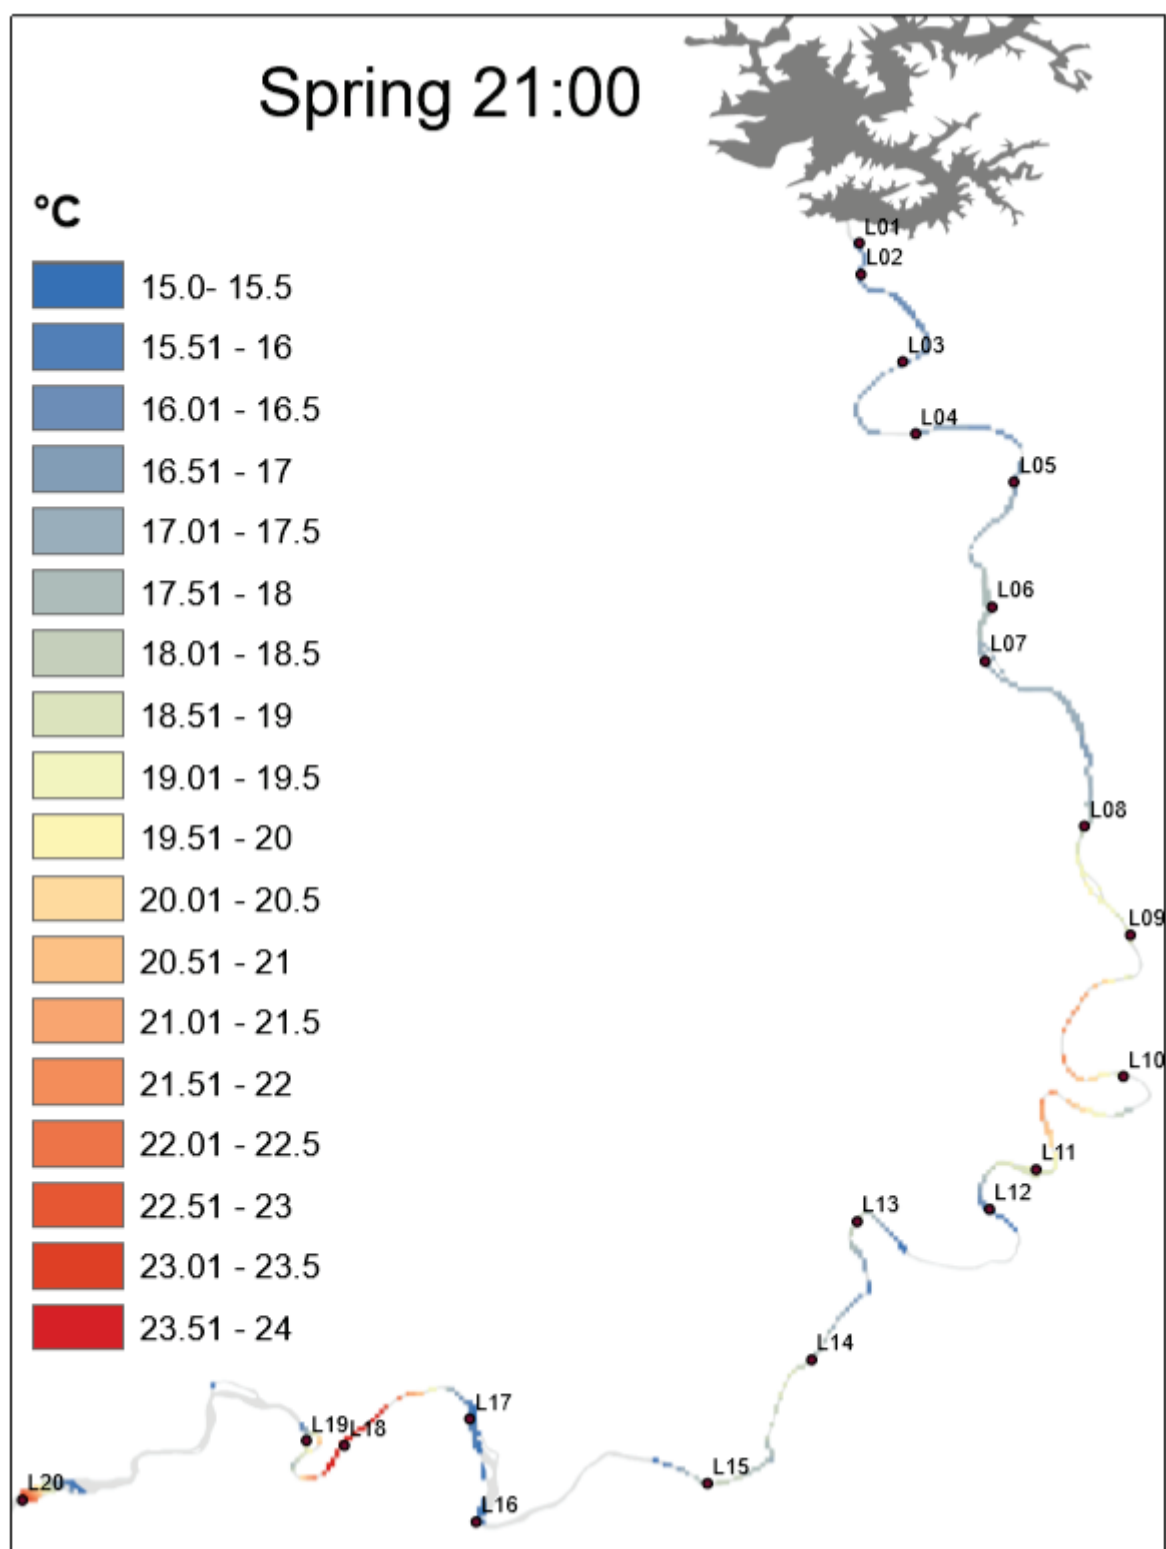 Spring 21:00
°C
15.0- 15.5
15.51 - 16
16.01 - 16.5
16.51 - 17
17.01 - 17.5
17.51 - 18
18.01 - 18.5
18.51 - 19
19.01 - 19.5
19.51 - 20
20.01 - 20.5
20.51 - 21
21.01 - 21.5
21.51 - 22
22.01 - 22.5
22.51 - 23
23.01 - 23.5
23.51 - 24
L01
L02
L03
L04
L05
L06
L07
L08
L09
L10
L11
L12
L13
L14
L15
L16
L17
L18
L19
L20